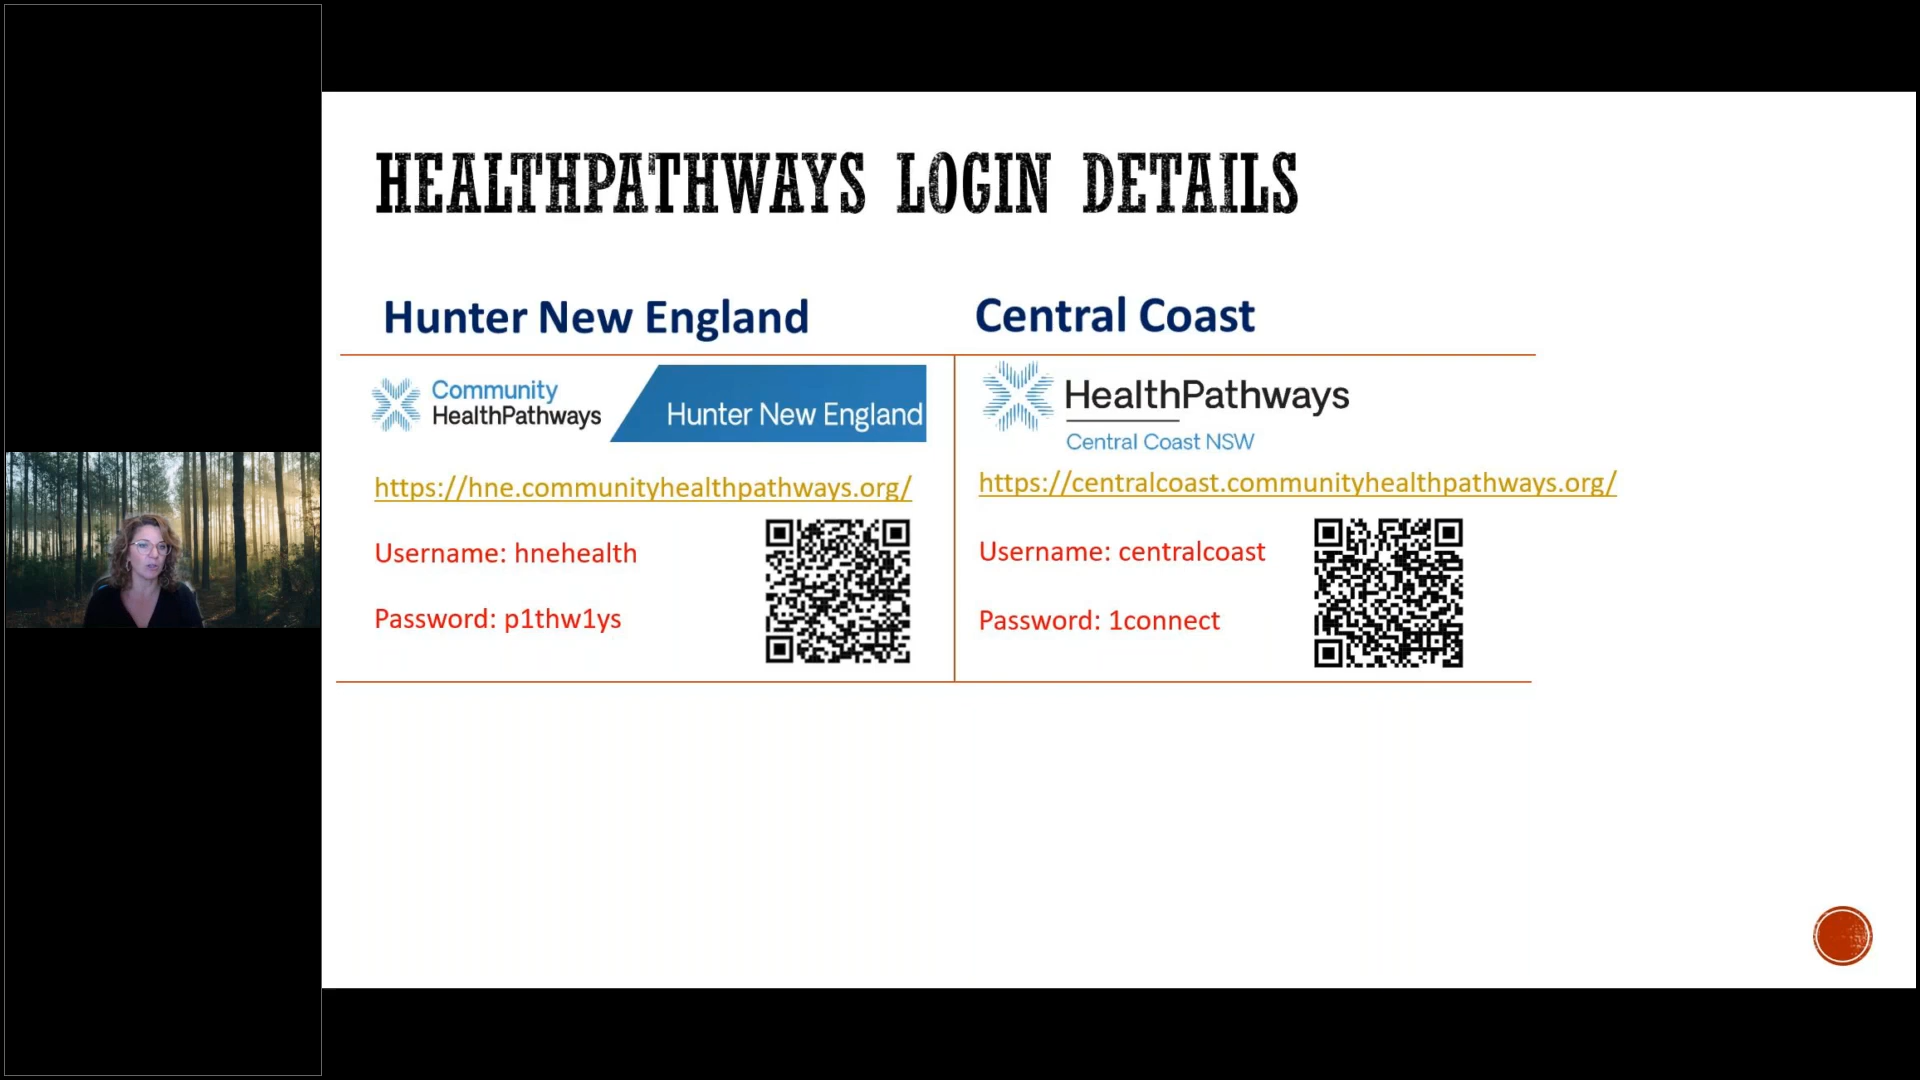 HEALTHPATHWAYS LOGIN DETAILS
Hunter New England
Community
HealthPathways
Hunter New England
https://hne.communityhealthpathways.org/
Username: hnehealth
Password: p1thw1ys
Central Coast
HealthPathways
Central Coast NSW
https://centralcoast.communityhealthpathways.org/
Username: centralcoast
Password: 1connect